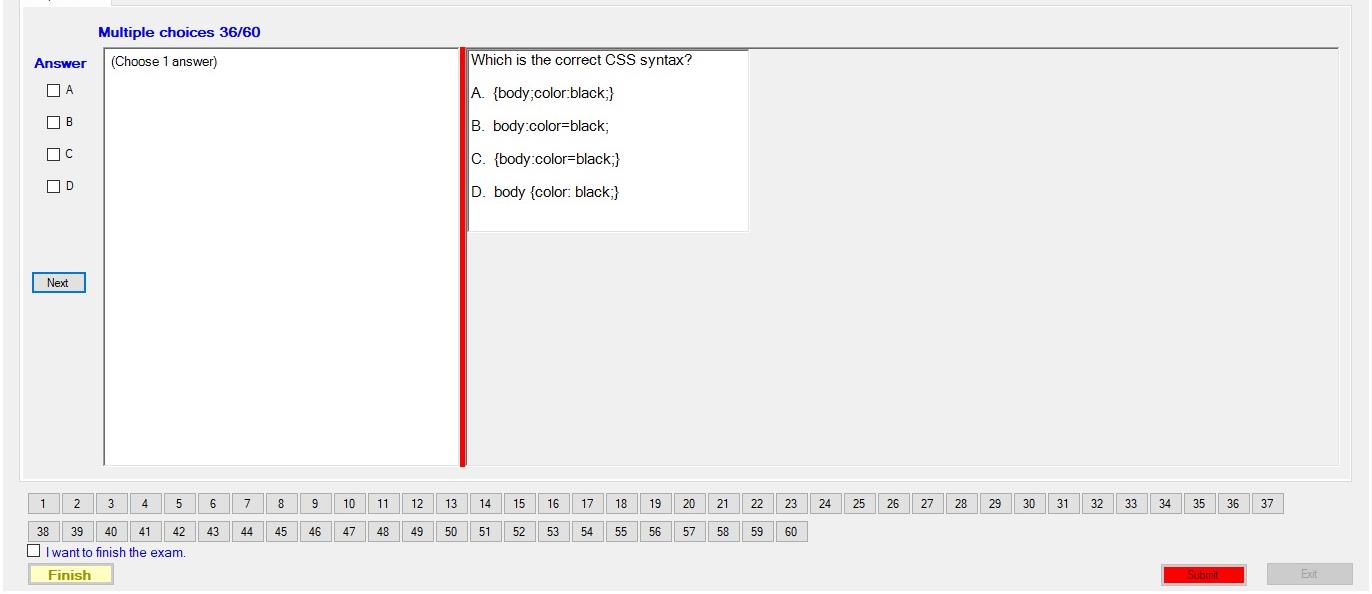 Multiple choices 36/60
Answer
(Choose 1 answer)
A
B
C
D
Next
Which is the correct CSS syntax?
A. {body;color:black;}
B. body:color=black;
C. {body:color=black;}
D. body {color: black;}
1 2 3 4 5 6 7 8 9 10 11 12 13 14 15 16 17 18 19 20 21 22 23 24 25 26 27 28 29 30 31 32 33 34 35 36 37
38 39 40 41 42 43 44 45 46 47 48 49 50 51 52 53 54 55 56 57 58 59 60
I want to finish the exam.
Finish
Submit
Exit